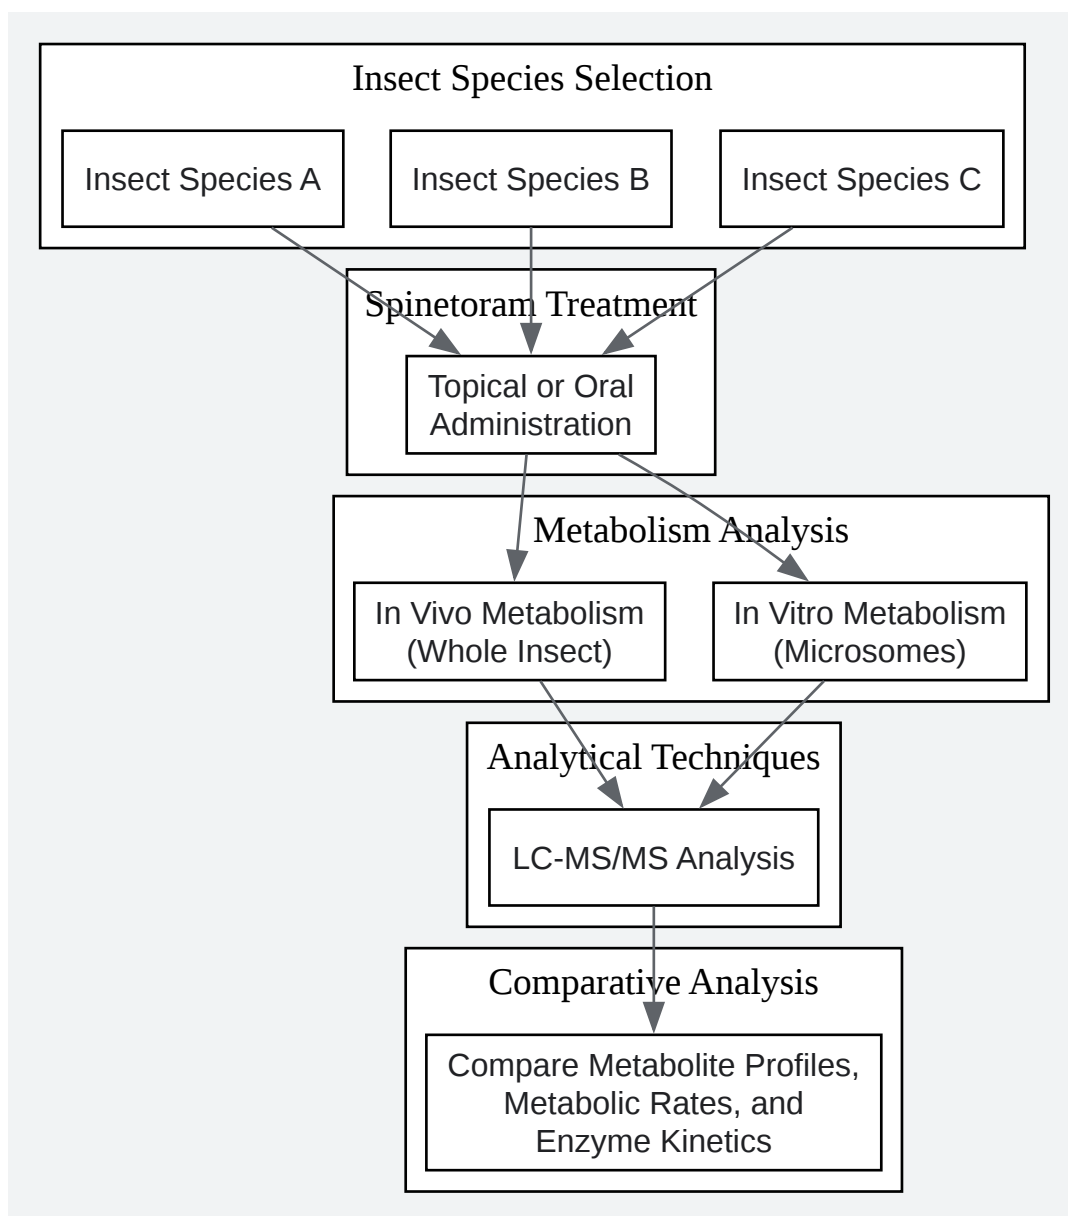 Insect Species Selection
Insect Species A
Insect Species B
Insect Species C
Spinetoram Treatment
Topical or Oral
Administration
Metabolism Analysis
In Vivo Metabolism
(Whole Insect)
In Vitro Metabolism
(Microsomes)
Analytical Techniques
LC-MS/MS Analysis
Comparative Analysis
Compare Metabolite Profiles,
Metabolic Rates, and
Enzyme Kinetics